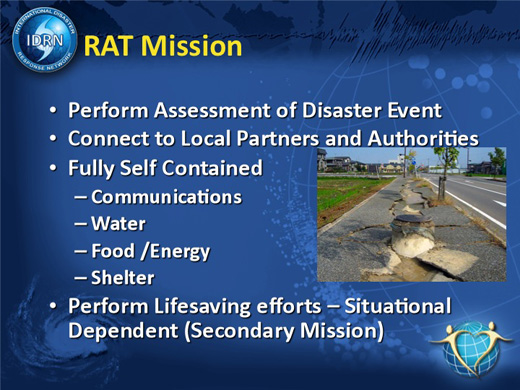 INTERNATIONAL DISASTER
IDRN
RESPONSE NETWORK
RAT Mission
• Perform Assessment of Disaster Event
• Connect to Local Partners and Authorities
• Fully Self Contained
– Communications
– Water
– Food /Energy
– Shelter
• Perform Lifesaving efforts – Situational
Dependent (Secondary Mission)